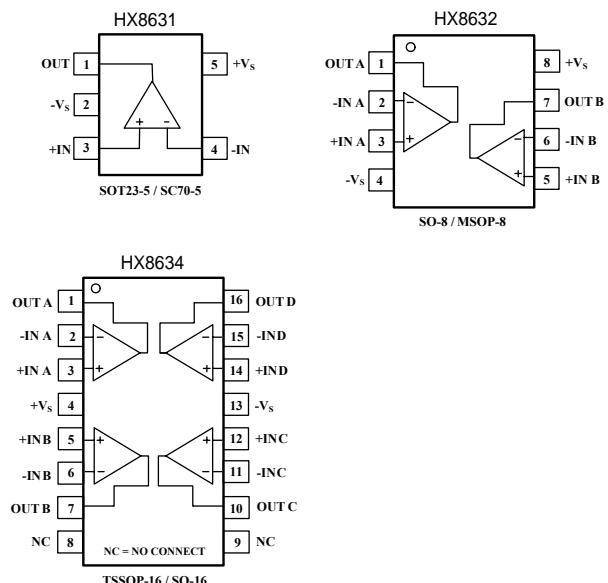 HX8631
OUT 1 5 +VS
-VS 2
+IN 3 + - 4 -IN
SOT23-5 / SC70-5
HX8632
OUT A 1 8 +VS
-IN A 2 - 7 OUT B
+IN A 3 + - 6 -IN B
-VS 4 + 5 +IN B
SO-8 / MSOP-8
HX8634
OUT A 1 16 OUT D
-IN A 2 - - 15 -IND
+IN A 3 + + 14 +IND
+VS 4 13 -VS
+INB 5 + + 12 +INC
-INB 6 - - 11 -INC
OUT B 7 10 OUT C
NC 8 NC = NO CONNECT 9 NC
TSSOP-16 / SO-16